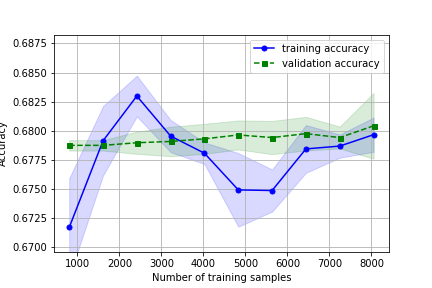 0.6875
0.6850
0.6825
0.6800
0.6775
0.6750
0.6725
0.6700
Accuracy
training accuracy
validation accuracy
1000 2000 3000 4000 5000 6000 7000 8000
Number of training samples